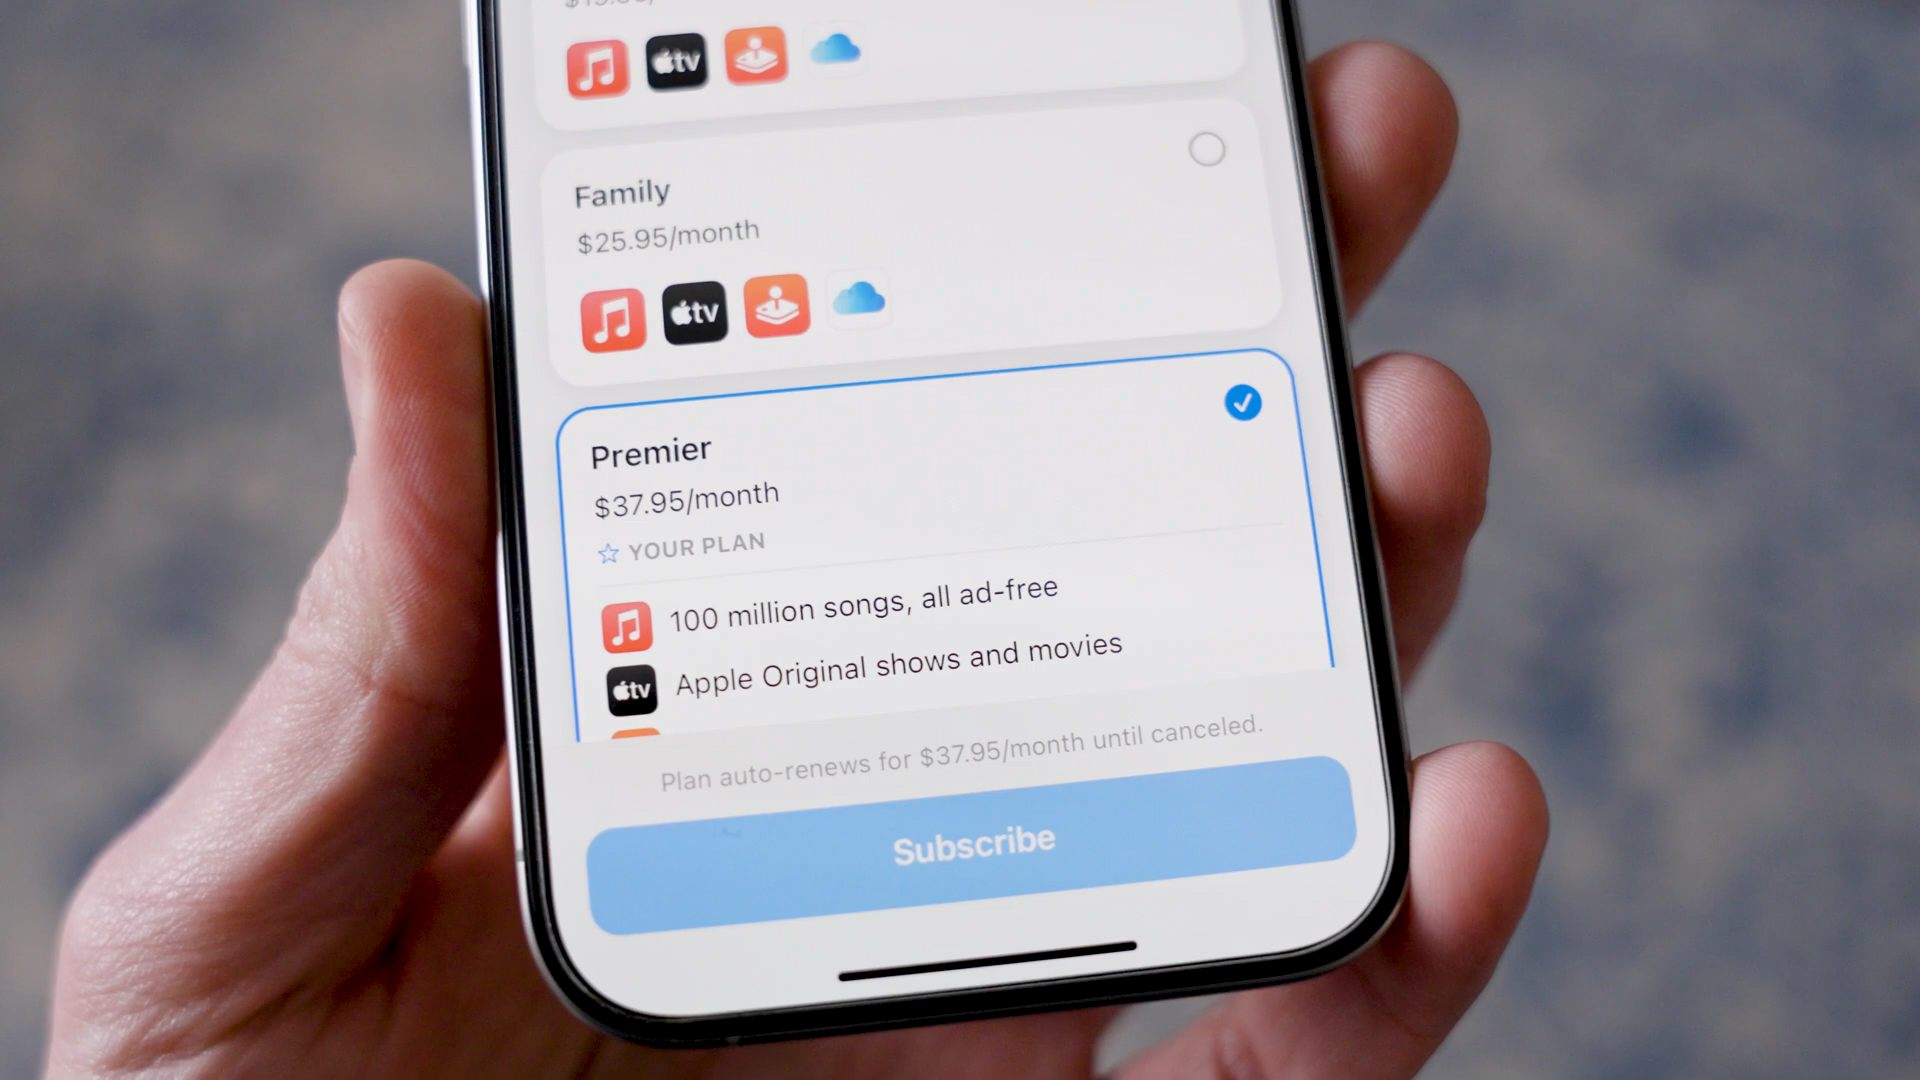 tv
Family
$25.95/month
tv
Premier
$37.95/month
YOUR PLAN
100 million songs, all ad-free
tv
Apple Original shows and movies
Plan auto-renews for $37.95/month until canceled.
Subscribe